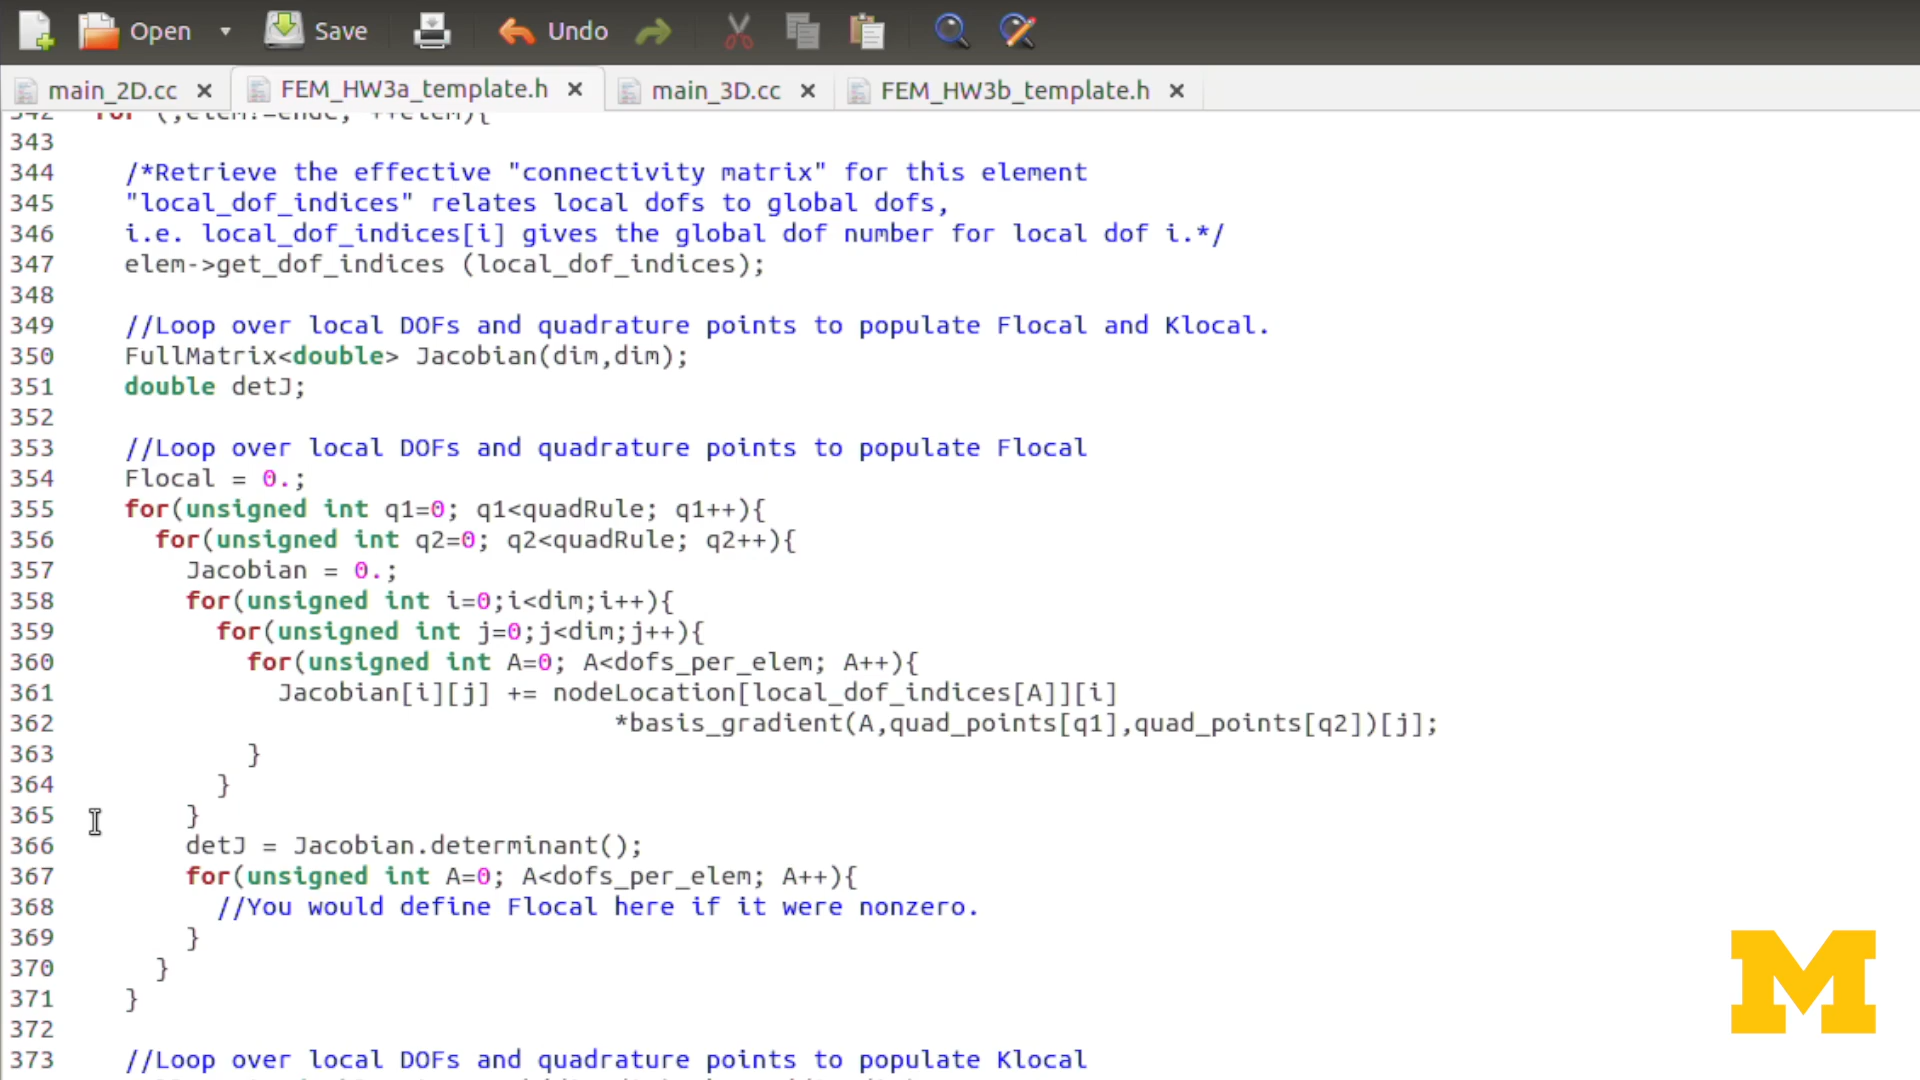 Open Save Undo
main_2D.cc FEM_HW3a_template.h main_3D.cc FEM_HW3b_template.h
342 for (;elem!=endc; ++elem){
343
344 /*Retrieve the effective "connectivity matrix" for this element
345 "local_dof_indices" relates local dofs to global dofs,
346 i.e. local_dof_indices[i] gives the global dof number for local dof i.*/
347 elem->get_dof_indices (local_dof_indices);
348
349 //Loop over local DOFs and quadrature points to populate Flocal and Klocal.
350 FullMatrix<double> Jacobian(dim,dim);
351 double detJ;
352
353 //Loop over local DOFs and quadrature points to populate Flocal
354 Flocal = 0.;
355 for(unsigned int q1=0; q1<quadRule; q1++){
356 for(unsigned int q2=0; q2<quadRule; q2++){
357 Jacobian = 0.;
358 for(unsigned int i=0;i<dim;i++){
359 for(unsigned int j=0;j<dim;j++){
360 for(unsigned int A=0; A<dofs_per_elem; A++){
361 Jacobian[i][j] += nodeLocation[local_dof_indices[A]][i]
362 *basis_gradient(A,quad_points[q1],quad_points[q2])[j];
363 }
364 }
365 }
366 detJ = Jacobian.determinant();
367 for(unsigned int A=0; A<dofs_per_elem; A++){
368 //You would define Flocal here if it were nonzero.
369 }
370 }
371 }
372
373 //Loop over local DOFs and quadrature points to populate Klocal
M